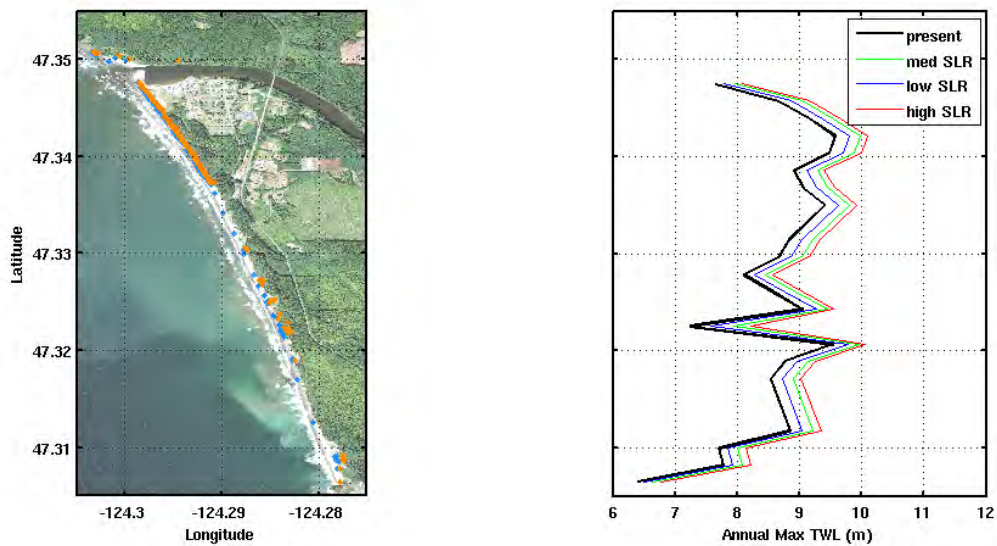 47.35
47.34
47.33
47.32
47.31
Latitude
-124.3
-124.29
-124.28
Longitude
present
med SLR
low SLR
high SLR
6
7
8
9
10
11
12
Annual Max TWL (m)